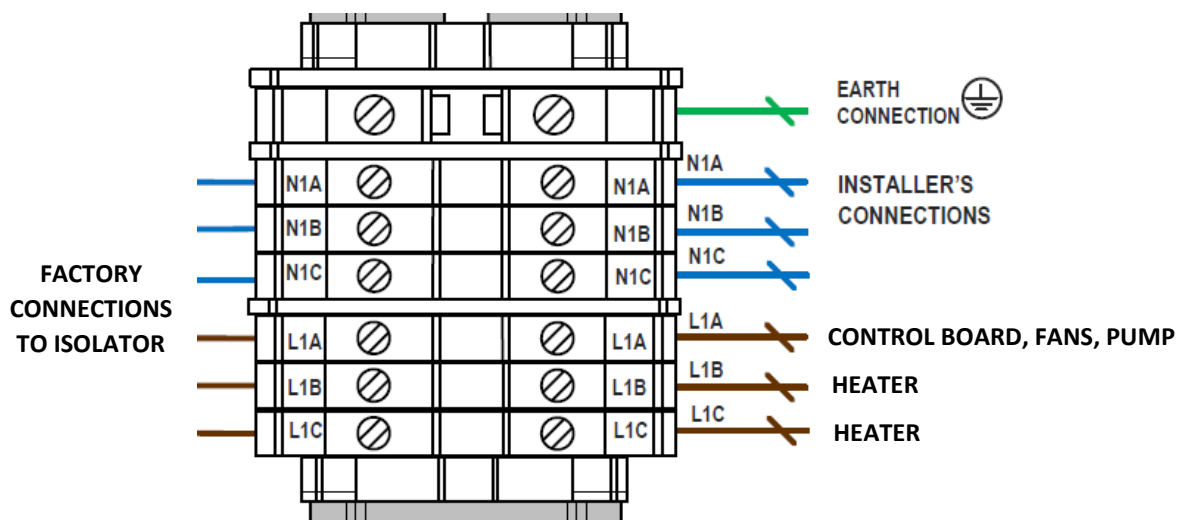 EARTH
CONNECTION
N1A
N1A
N1A
INSTALLER'S
CONNECTIONS
N1B
N1B
N1B
N1C
N1C
N1C
FACTORY
CONNECTIONS
TO ISOLATOR
L1A
L1A
L1A
CONTROL BOARD, FANS, PUMP
L1B
L1B
L1B
HEATER
L1C
L1C
L1C
HEATER